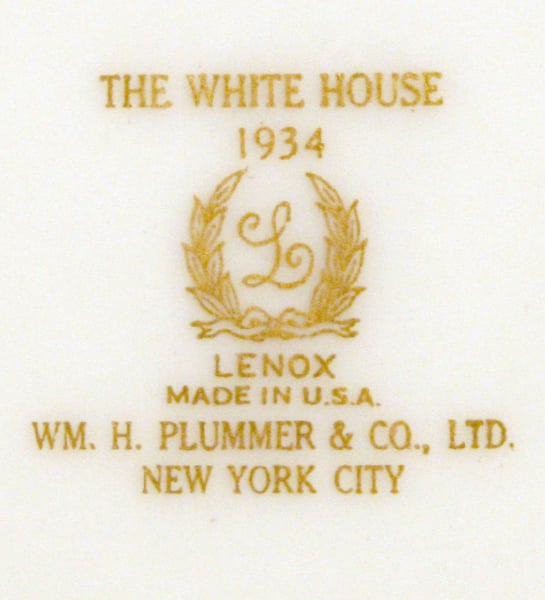 THE WHITE HOUSE
1934
L
LENOX
MADE IN U.S.A.
WM. H. PLUMMER & CO., LTD.
NEW YORK CITY